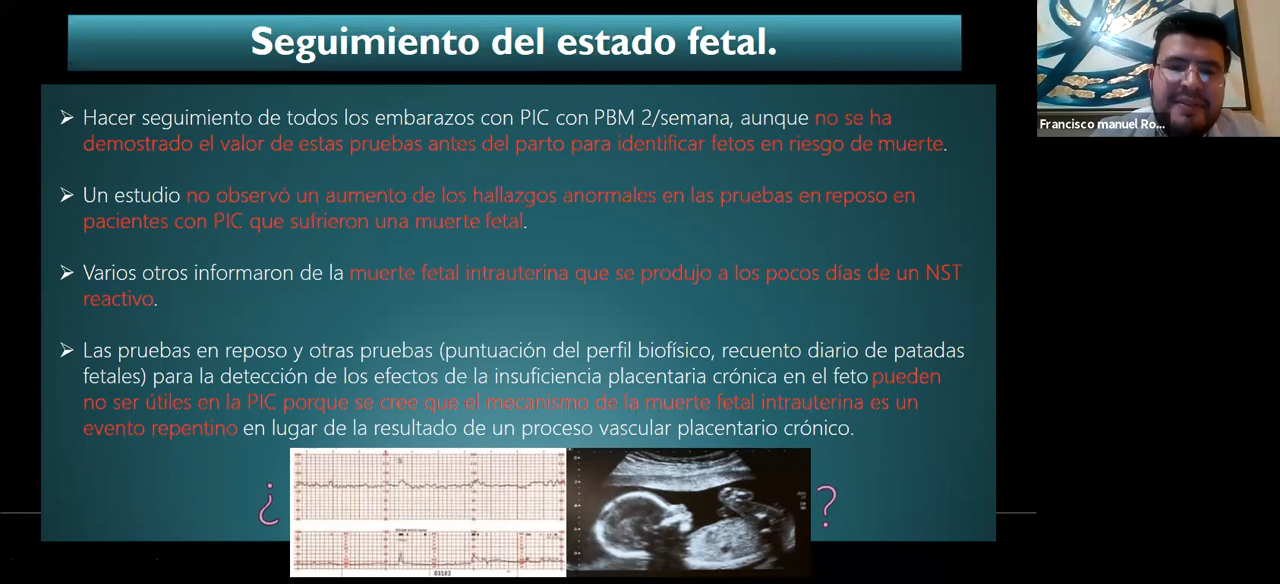 Seguimiento del estado fetal.
Francisco manuel Ro...
➢ Hacer seguimiento de todos los embarazos con PIC con PBM 2/semana, aunque no se ha
demostrado el valor de estas pruebas antes del parto para identificar fetos en riesgo de muerte.
➢ Un estudio no observó un aumento de los hallazgos anormales en las pruebas en reposo en
pacientes con PIC que sufrieron una muerte fetal.
➢ Varios otros informaron de la muerte fetal intrauterina que se produjo a los pocos días de un NST
reactivo.
➢ Las pruebas en reposo y otras pruebas (puntuación del perfil biofísico, recuento diario de patadas
fetales) para la detección de los efectos de la insuficiencia placentaria crónica en el feto pueden
no ser útiles en la PIC porque se cree que el mecanismo de la muerte fetal intrauterina es un
evento repentino en lugar de la resultado de un proceso vascular placentario crónico.
¿ ?
03103